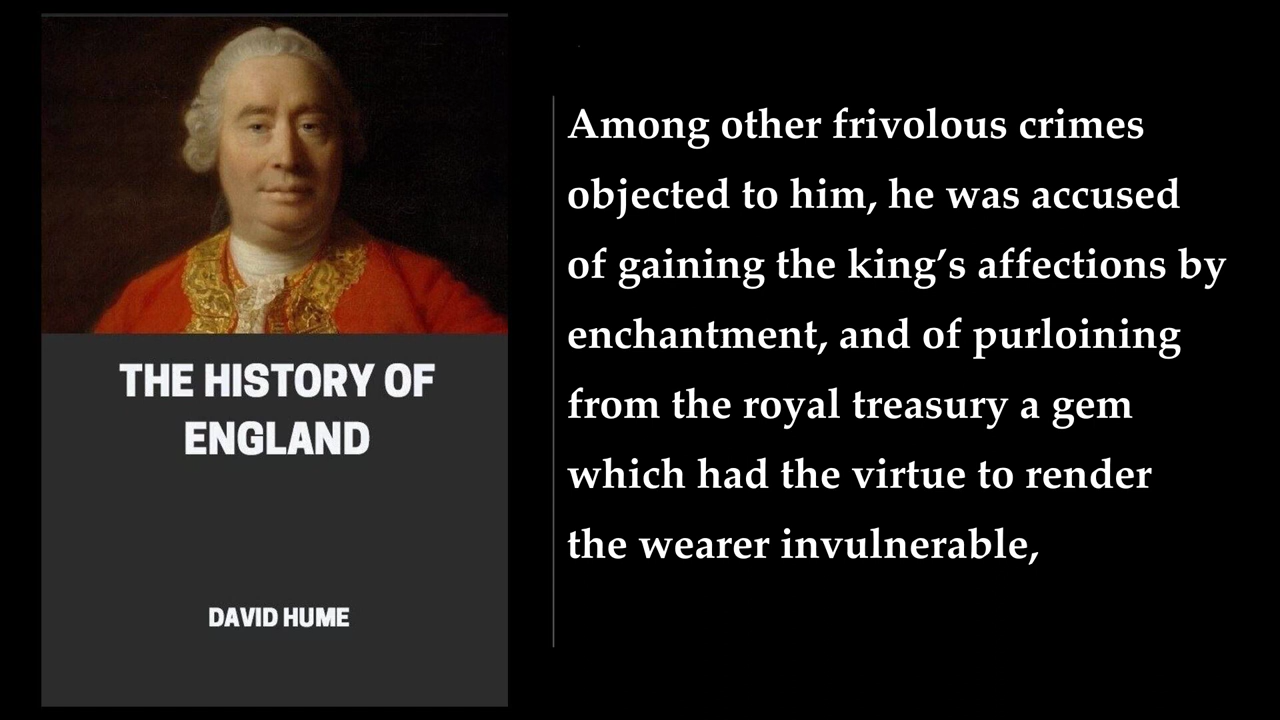 THE HISTORY OF
ENGLAND
DAVID HUME
Among other frivolous crimes
objected to him, he was accused
of gaining the king’s affections by
enchantment, and of purloining
from the royal treasury a gem
which had the virtue to render
the wearer invulnerable,